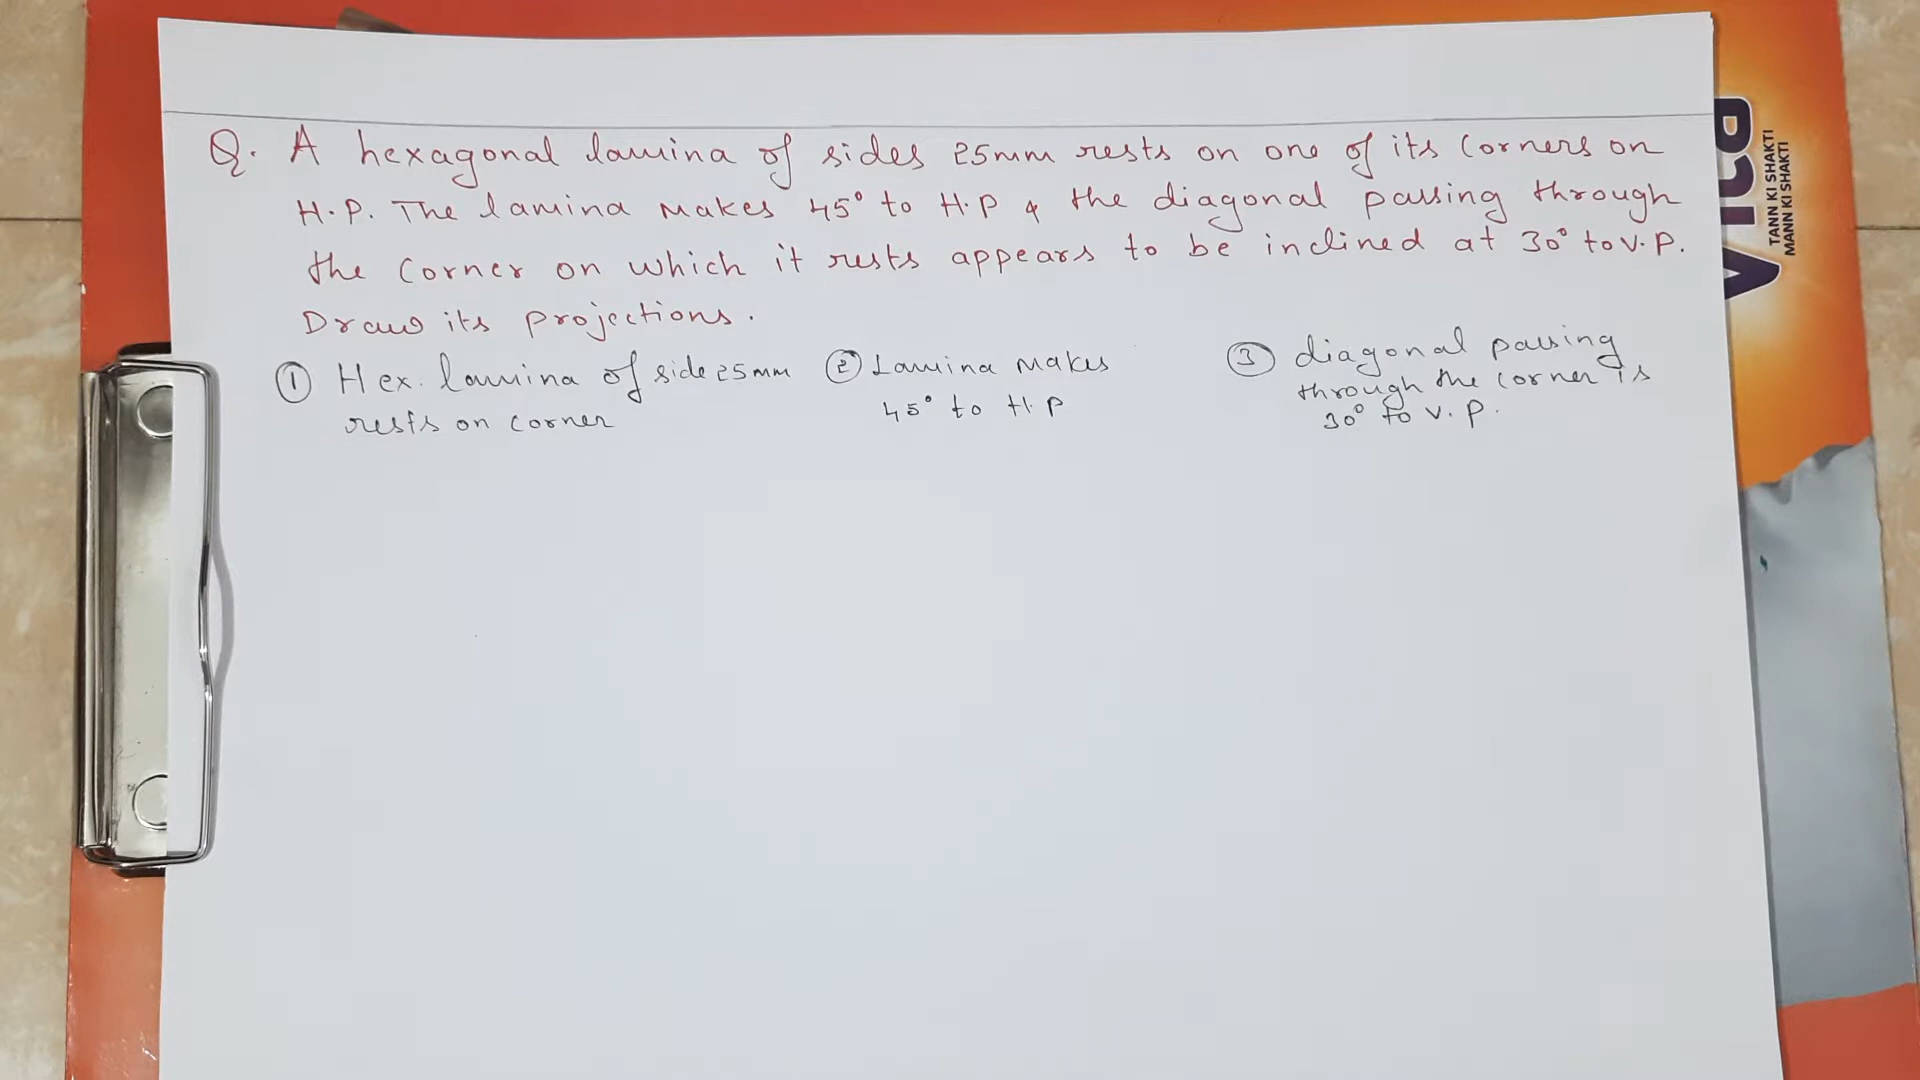 Q. A hexagonal lamina of sides 25mm rests on one of its corners on
H.P. The lamina makes 45° to H.P & the diagonal passing through
the corner on which it rests appears to be inclined at 30° to V.P.
Draw its projections.
① Hex. lamina of side 25mm
rests on corner
② Lamina makes
45° to H.P
③ diagonal passing
through the corner is
30° to V.P.
Vita
TANN KI SHAKTI
MANN KI SHAKTI